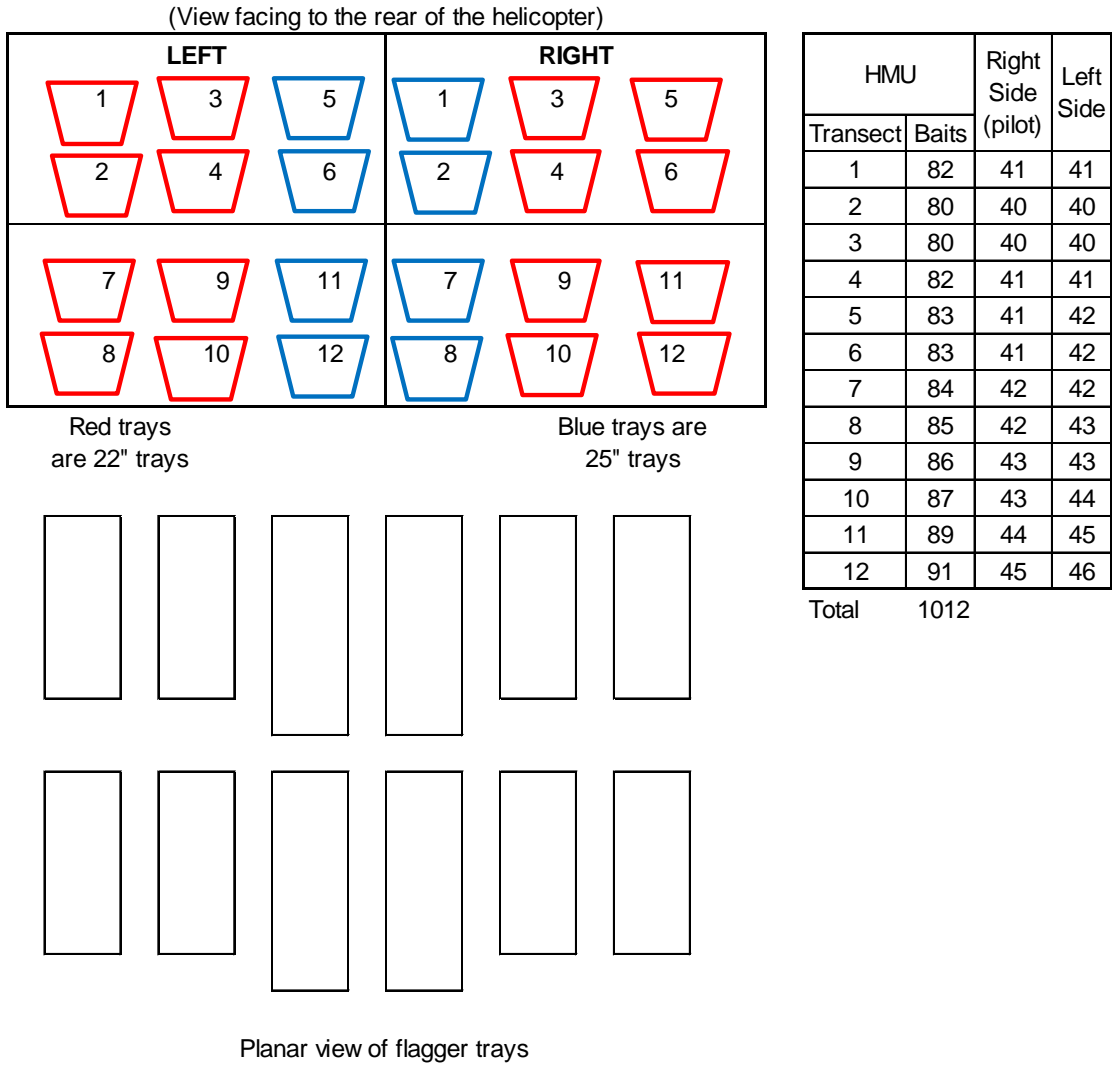 (View facing to the rear of the helicopter)
LEFT RIGHT
1 3 5 1 3 5
2 4 6 2 4 6
7 9 11 7 9 11
8 10 12 8 10 12
Red trays
are 22" trays
Blue trays are
25" trays
HMU Right Side (pilot) Left Side
Transect Baits
1 82 41 41
2 80 40 40
3 80 40 40
4 82 41 41
5 83 41 42
6 83 41 42
7 84 42 42
8 85 42 43
9 86 43 43
10 87 43 44
11 89 44 45
12 91 45 46
Total 1012
Planar view of flagger trays